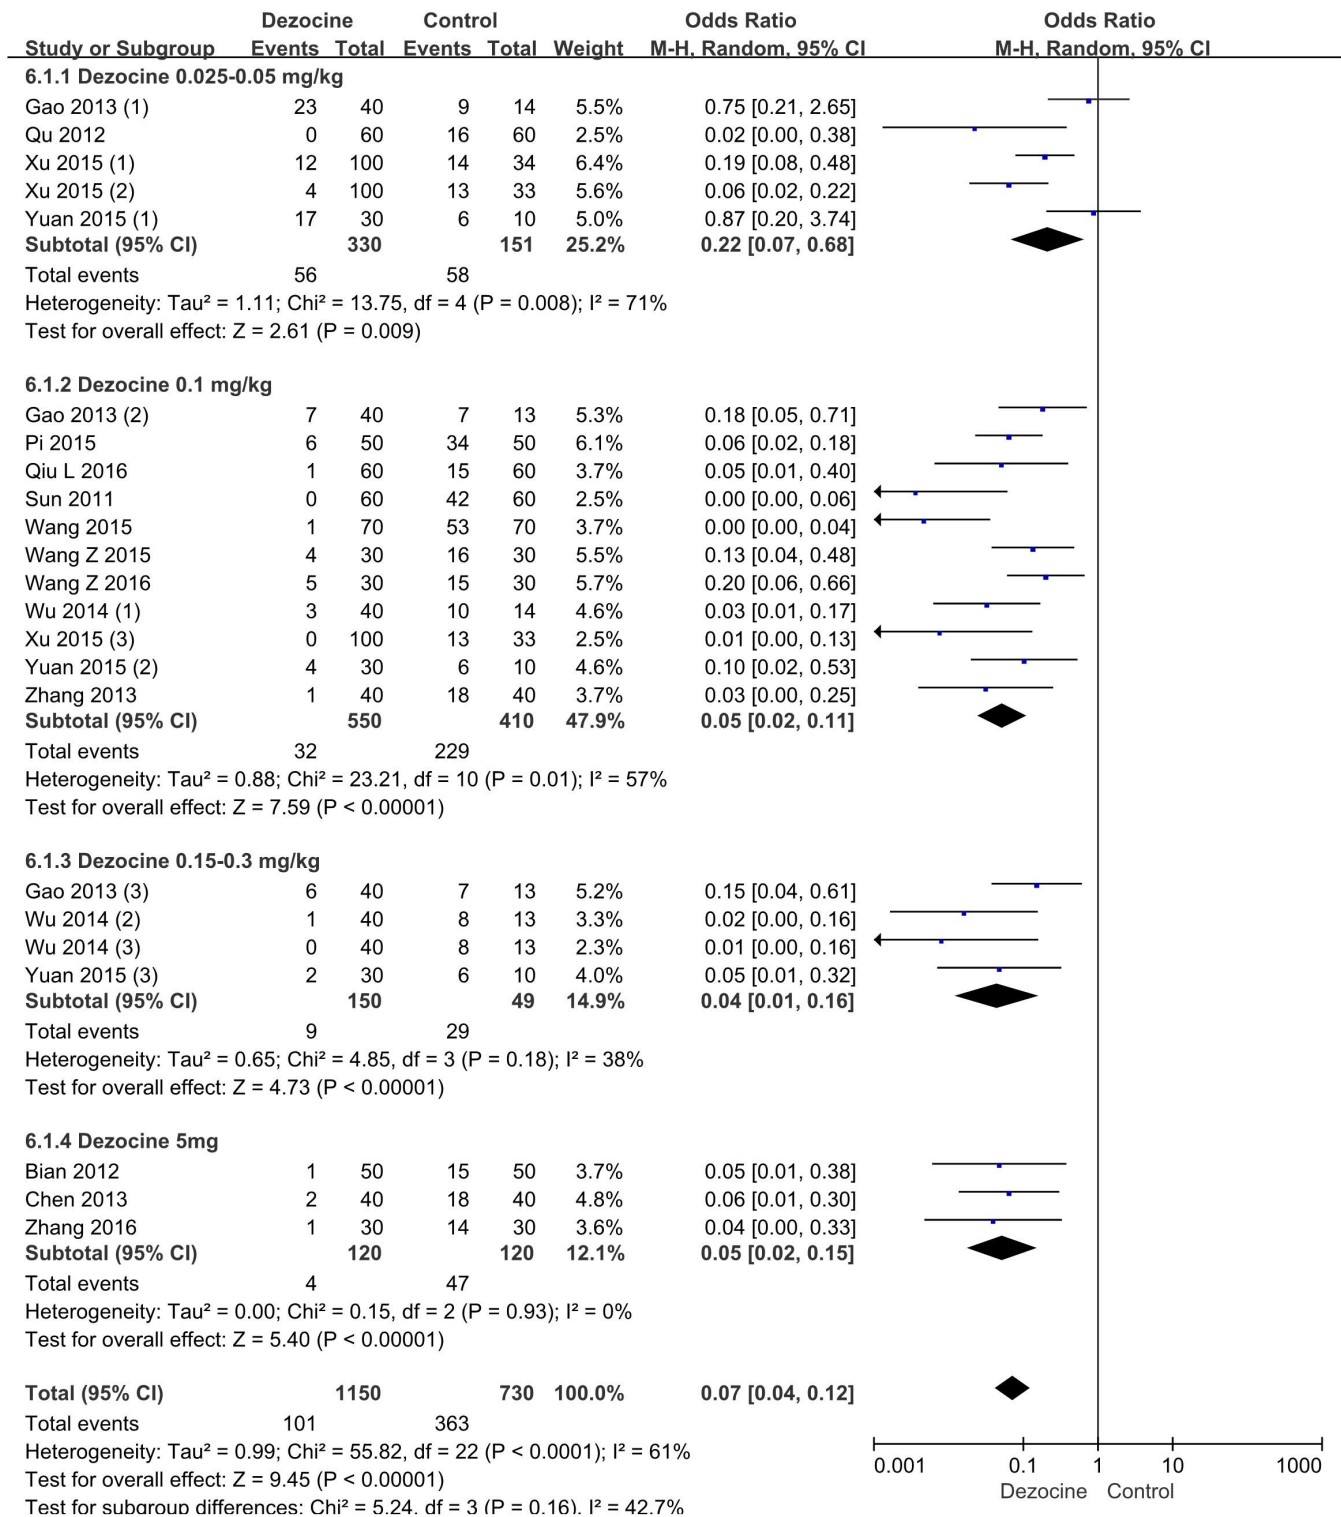 Dezocine Control Odds Ratio Odds Ratio
Study or Subgroup Events Total Events Total Weight M-H, Random, 95% CI M-H, Random, 95% CI
6.1.1 Dezocine 0.025-0.05 mg/kg
Gao 2013 (1) 23 40 9 14 5.5% 0.75 [0.21, 2.65]
Qu 2012 0 60 16 60 2.5% 0.02 [0.00, 0.38]
Xu 2015 (1) 12 100 14 34 6.4% 0.19 [0.08, 0.48]
Xu 2015 (2) 4 100 13 33 5.6% 0.06 [0.02, 0.22]
Yuan 2015 (1) 17 30 6 10 5.0% 0.87 [0.20, 3.74]
Subtotal (95% CI) 330 151 25.2% 0.22 [0.07, 0.68]
Total events 56 58
Heterogeneity: Tau² = 1.11; Chi² = 13.75, df = 4 (P = 0.008); I² = 71%
Test for overall effect: Z = 2.61 (P = 0.009)
6.1.2 Dezocine 0.1 mg/kg
Gao 2013 (2) 7 40 7 13 5.3% 0.18 [0.05, 0.71]
Pi 2015 6 50 34 50 6.1% 0.06 [0.02, 0.18]
Qiu L 2016 1 60 15 60 3.7% 0.05 [0.01, 0.40]
Sun 2011 0 60 42 60 2.5% 0.00 [0.00, 0.06]
Wang 2015 1 70 53 70 3.7% 0.00 [0.00, 0.04]
Wang Z 2015 4 30 16 30 5.5% 0.13 [0.04, 0.48]
Wang Z 2016 5 30 15 30 5.7% 0.20 [0.06, 0.66]
Wu 2014 (1) 3 40 10 14 4.6% 0.03 [0.01, 0.17]
Xu 2015 (3) 0 100 13 33 2.5% 0.01 [0.00, 0.13]
Yuan 2015 (2) 4 30 6 10 4.6% 0.10 [0.02, 0.53]
Zhang 2013 1 40 18 40 3.7% 0.03 [0.00, 0.25]
Subtotal (95% CI) 550 410 47.9% 0.05 [0.02, 0.11]
Total events 32 229
Heterogeneity: Tau² = 0.88; Chi² = 23.21, df = 10 (P = 0.01); I² = 57%
Test for overall effect: Z = 7.59 (P < 0.00001)
6.1.3 Dezocine 0.15-0.3 mg/kg
Gao 2013 (3) 6 40 7 13 5.2% 0.15 [0.04, 0.61]
Wu 2014 (2) 1 40 8 13 3.3% 0.02 [0.00, 0.16]
Wu 2014 (3) 0 40 8 13 2.3% 0.01 [0.00, 0.16]
Yuan 2015 (3) 2 30 6 10 4.0% 0.05 [0.01, 0.32]
Subtotal (95% CI) 150 49 14.9% 0.04 [0.01, 0.16]
Total events 9 29
Heterogeneity: Tau² = 0.65; Chi² = 4.85, df = 3 (P = 0.18); I² = 38%
Test for overall effect: Z = 4.73 (P < 0.00001)
6.1.4 Dezocine 5mg
Bian 2012 1 50 15 50 3.7% 0.05 [0.01, 0.38]
Chen 2013 2 40 18 40 4.8% 0.06 [0.01, 0.30]
Zhang 2016 1 30 14 30 3.6% 0.04 [0.00, 0.33]
Subtotal (95% CI) 120 120 12.1% 0.05 [0.02, 0.15]
Total events 4 47
Heterogeneity: Tau² = 0.00; Chi² = 0.15, df = 2 (P = 0.93); I² = 0%
Test for overall effect: Z = 5.40 (P < 0.00001)
Total (95% CI) 1150 730 100.0% 0.07 [0.04, 0.12]
Total events 101 363
Heterogeneity: Tau² = 0.99; Chi² = 55.82, df = 22 (P < 0.0001); I² = 61%
Test for overall effect: Z = 9.45 (P < 0.00001)
Test for subgroup differences: Chi² = 5.24, df = 3 (P = 0.16), I² = 42.7%
0.001 0.1 1 10 1000
Dezocine Control